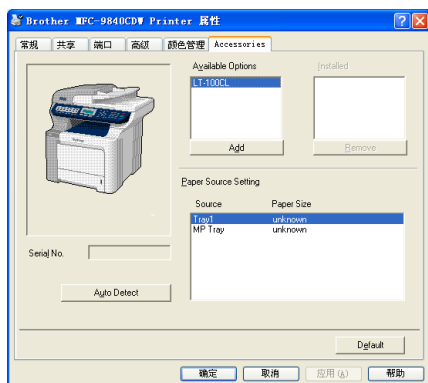 Brother MFC-9840CDW Printer 属性
常规 共享 端口 高级 颜色管理 Accessories
Available Options Installed
LT-100CL
Add Remove
Paper Source Setting
Source Paper Size
Tray1 unknown
MP Tray unknown
Serial No.
Auto Detect
Default
确定 取消 应用(A) 帮助